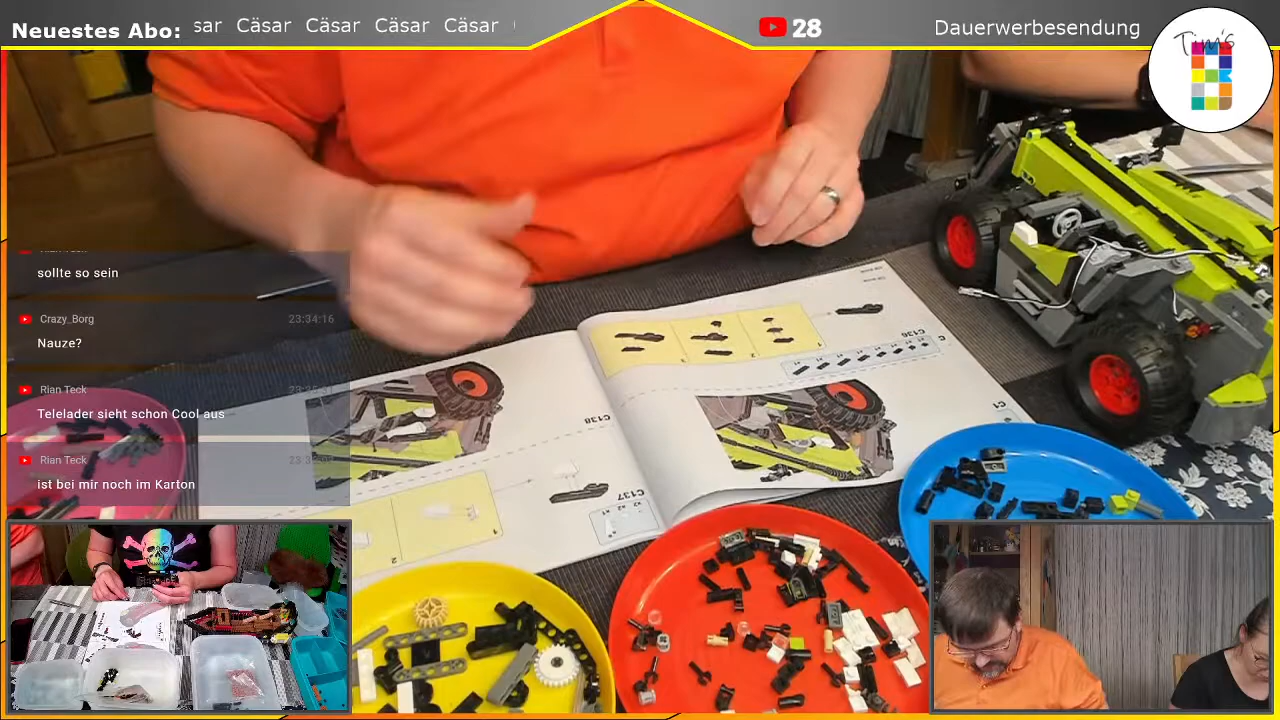 Neuestes Abo: sar Cäsar Cäsar Cäsar Cäsar
28
Dauerwerbesendung
Tim's
sollte so sein
Crazy_Borg 23:34:16
Nauze?
Rian Teck
Telelader sieht schon Cool aus
Rian Teck
ist bei mir noch im Karton
C136
C138
C137